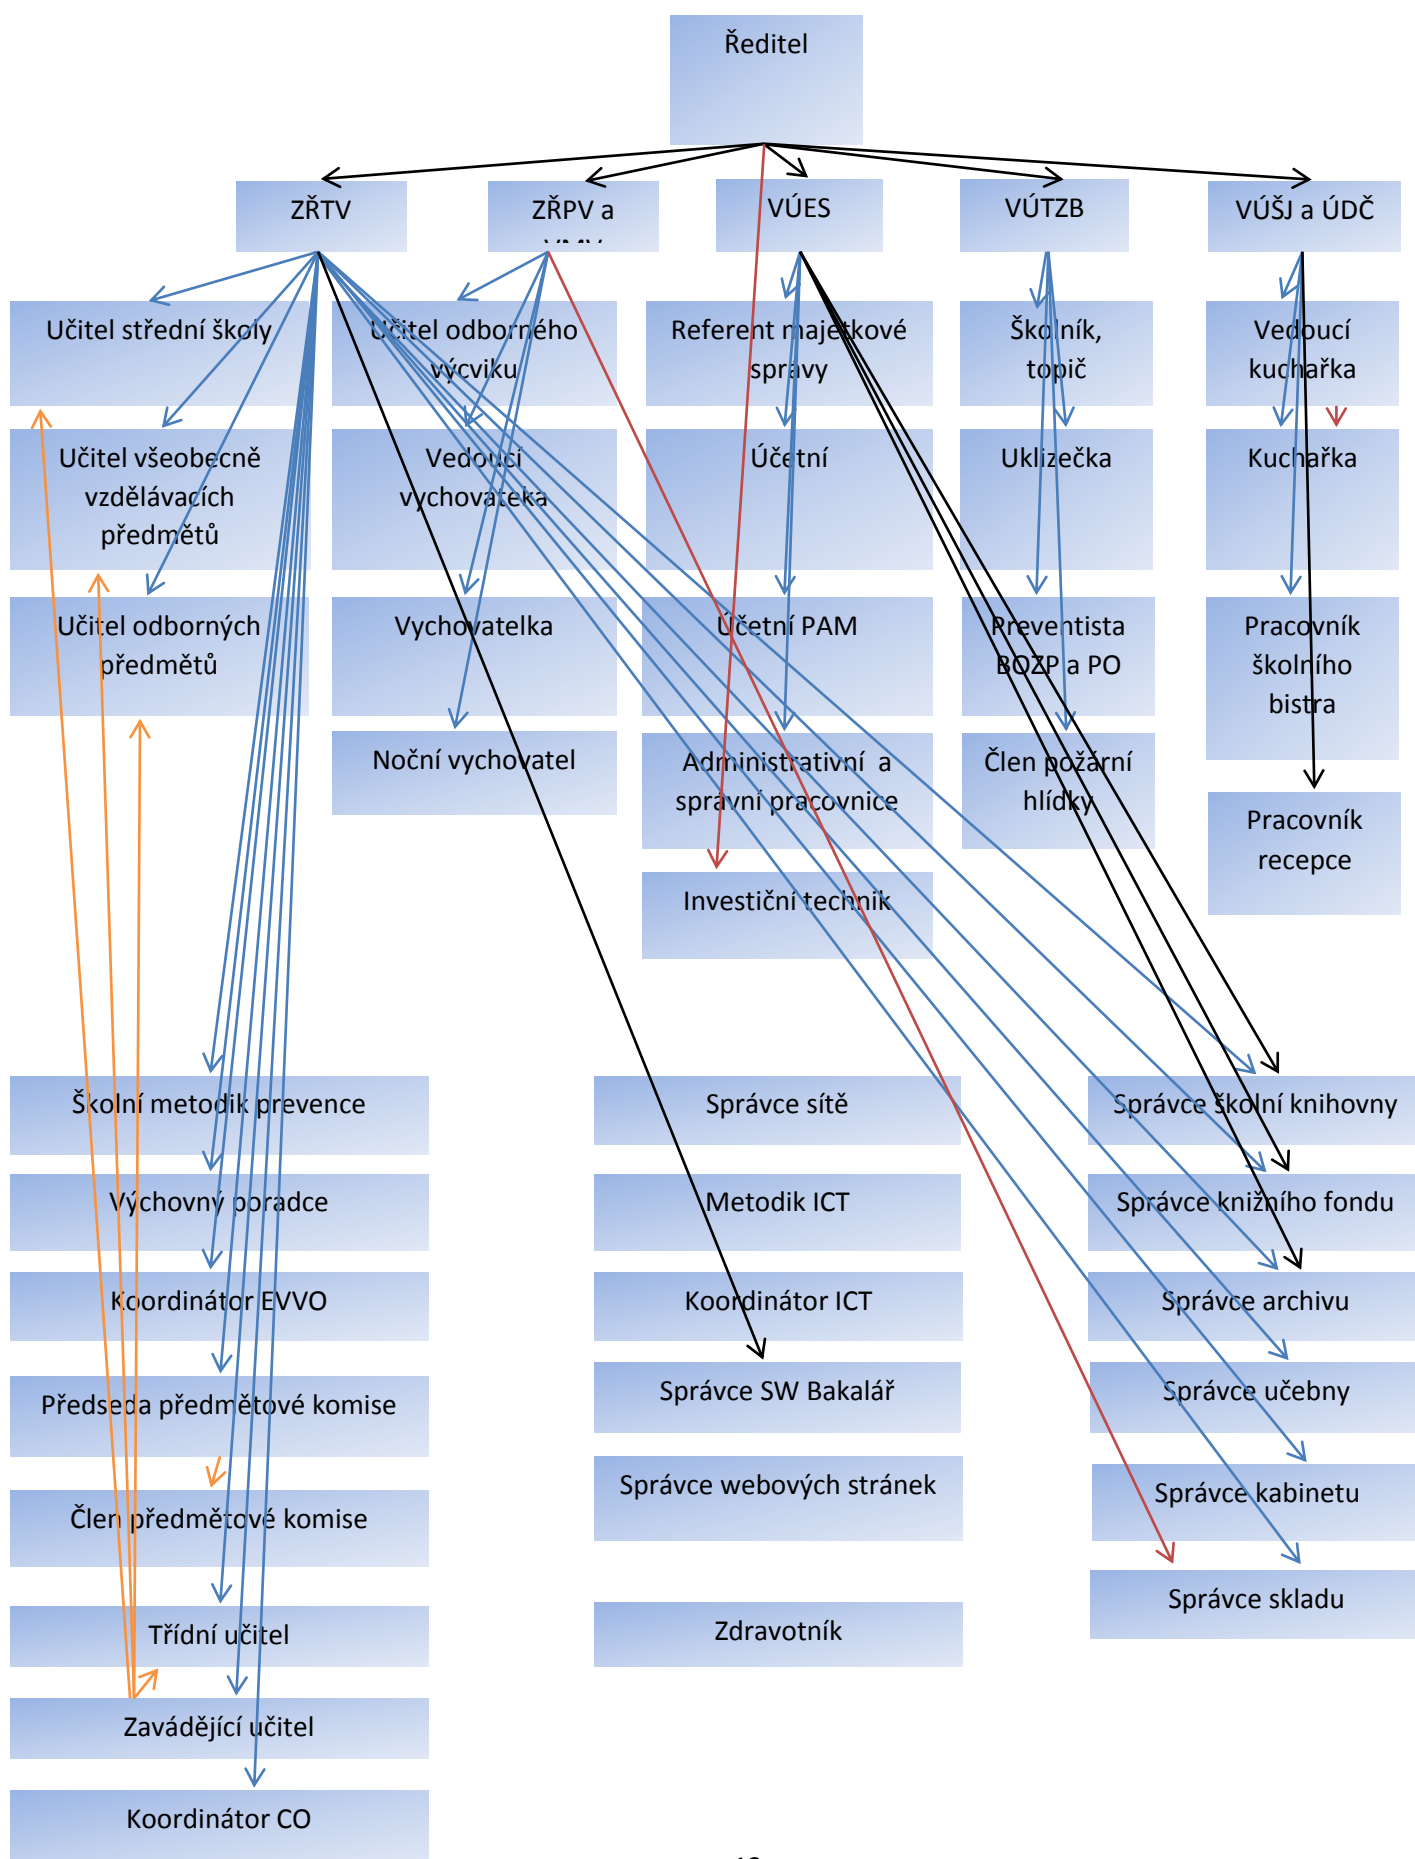 Ředitel
ZŘTV
ZŘPV a
VÚES
VÚTZB
VÚŠJ a ÚDČ
Učitel střední školy
Učitel odborného
výcviku
Referent majetkové
správy
Školník,
topič
Vedoucí
kuchařka
Učitel všeobecně
vzdělávacích
předmětů
Vedoucí
vychovateka
Účetní
Uklizečka
Kuchařka
Učitel odborných
předmětů
Vychovatelka
Účetní PAM
Preventista
BOZP a PO
Pracovník
školního
bistra
Noční vychovatel
Administrativní a
správní pracovnice
Člen požární
hlídky
Pracovník
recepce
Investiční technik
Školní metodik prevence
Správce sítě
Správce školní knihovny
Výchovný poradce
Metodik ICT
Správce knižního fondu
Koordinátor EVVO
Koordinátor ICT
Správce archivu
Předseda předmětové komise
Správce SW Bakalář
Správce učebny
Člen předmětové komise
Správce webových stránek
Správce kabinetu
Třídní učitel
Zdravotník
Správce skladu
Zavádějící učitel
Koordinátor CO